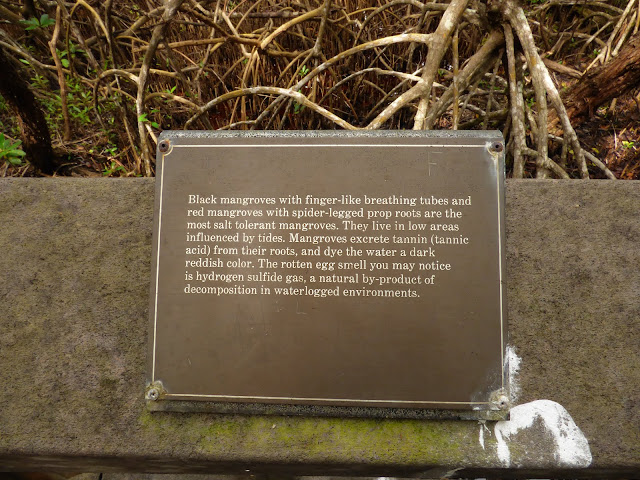 Black mangroves with finger-like breathing tubes and
red mangroves with spider-legged prop roots are the
most salt tolerant mangroves. They live in low areas
influenced by tides. Mangroves excrete tannin (tannic
acid) from their roots, and dye the water a dark
reddish color. The rotten egg smell you may notice
is hydrogen sulfide gas, a natural by-product of
decomposition in waterlogged environments.